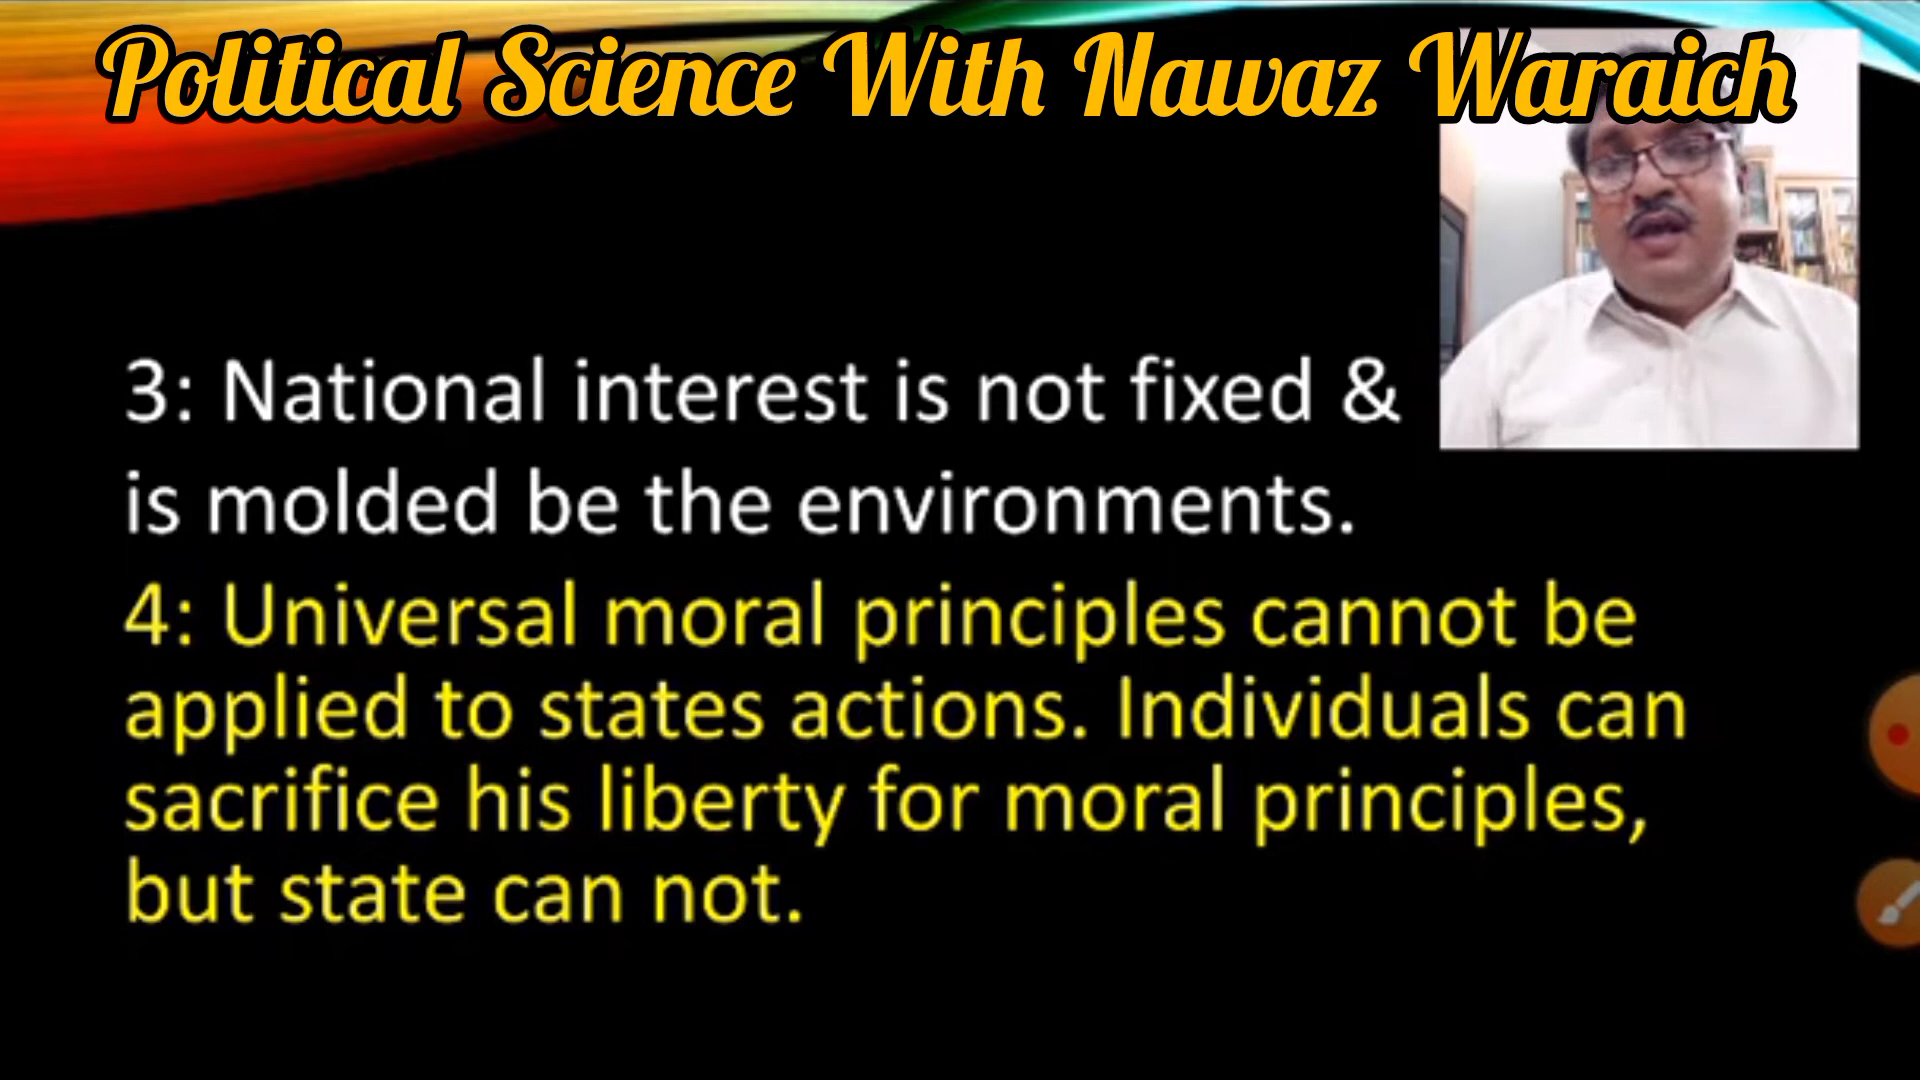 Political Science With Nawaz Waraich
3: National interest is not fixed &
is molded be the environments.
4: Universal moral principles cannot be
applied to states actions. Individuals can
sacrifice his liberty for moral principles,
but state can not.